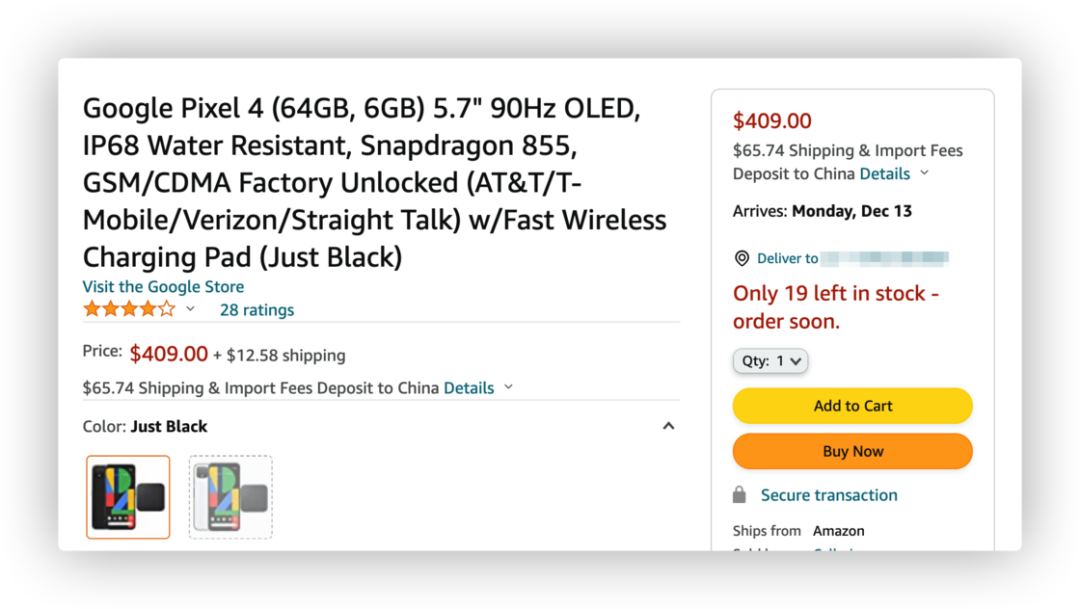 Google Pixel 4 (64GB, 6GB) 5.7" 90Hz OLED,
IP68 Water Resistant, Snapdragon 855,
GSM/CDMA Factory Unlocked (AT&T/T-
Mobile/Verizon/Straight Talk) w/Fast Wireless
Charging Pad (Just Black)
Visit the Google Store
28 ratings
Price: $409.00 + $12.58 shipping
$65.74 Shipping & Import Fees Deposit to China Details
Color: Just Black
$409.00
$65.74 Shipping & Import Fees
Deposit to China Details
Arrives: Monday, Dec 13
Deliver to
Only 19 left in stock -
order soon.
Qty: 1
Add to Cart
Buy Now
Secure transaction
Ships from Amazon